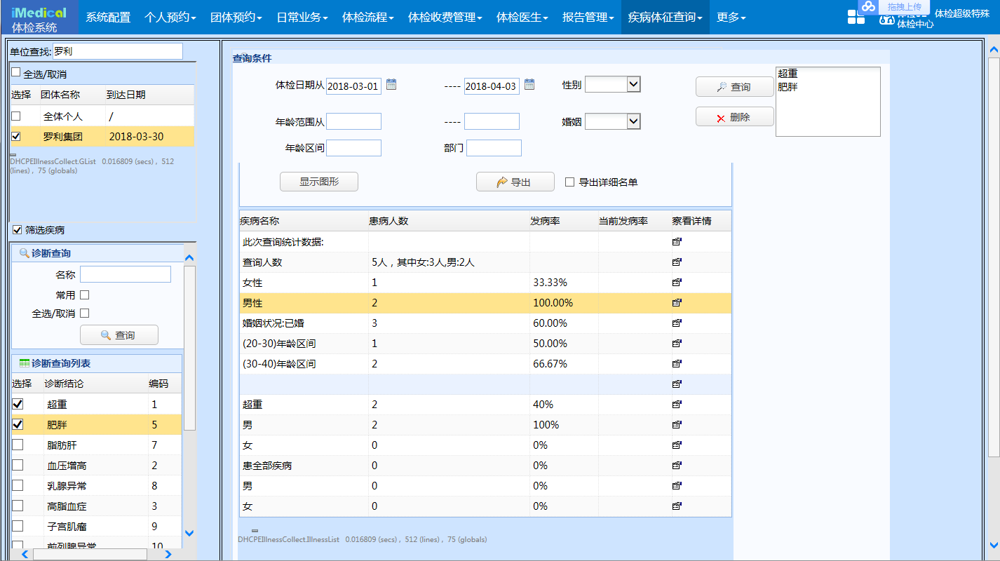 iMedical
体检系统
系统配置 个人预约 团体预约 日常业务 体检流程 体检收费管理 体检医生 报告管理 疾病体征查询 更多
拖拽上传
体检超级特殊
体检中心
单位查找: 罗利
全选/取消
选择 团体名称 到达日期
全体个人 /
罗利集团 2018-03-30
DHCPEIllnessCollect.GList 0.016809 (secs) , 512
(lines) , 75 (globals)
筛选疾病
诊断查询
名称
常用
全选/取消
查询
诊断查询列表
选择 诊断结论 编码
超重 1
肥胖 5
脂肪肝 7
血压增高 2
乳腺异常 8
高脂血症 3
子宫肌瘤 9
前列腺异常 10
查询条件
体检日期从 2018-03-01 ---- 2018-04-03 性别 查询
超重
肥胖
年龄范围从 ---- 婚姻 删除
年龄区间 部门
显示图形 导出 导出详细名单
疾病名称 患病人数 发病率 当前发病率 察看详情
此次查询统计数据:
查询人数 5人，其中女:3人,男:2人
女性 1 33.33%
男性 2 100.00%
婚姻状况:已婚 3 60.00%
(20-30)年龄区间 1 50.00%
(30-40)年龄区间 2 66.67%
超重 2 40%
男 2 100%
女 0 0%
患全部疾病 0 0%
男 0 0%
女 0 0%
DHCPEIllnessCollect.IllnessList 0.016809 (secs) , 512 (lines) , 75 (globals)